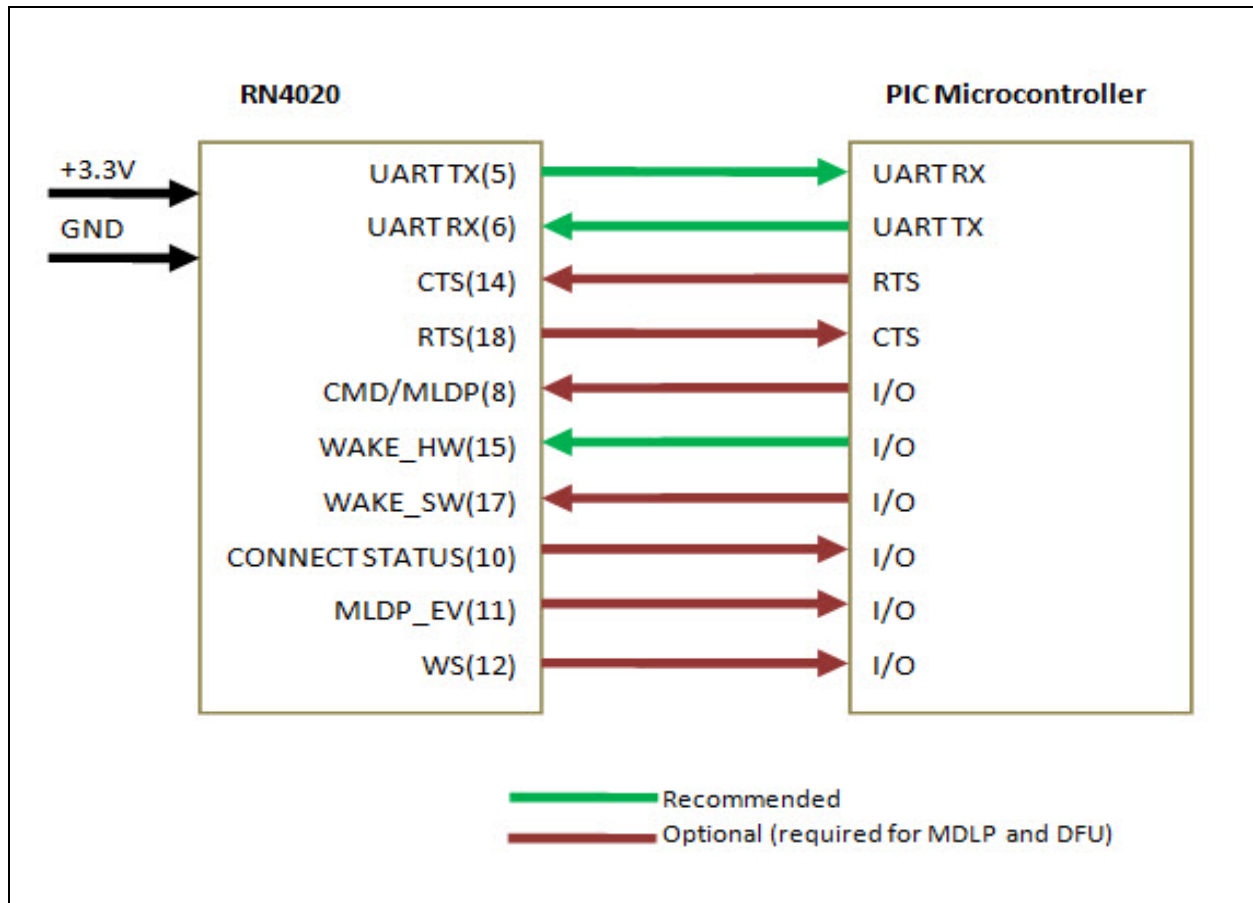 RN4020
PIC Microcontroller
+3.3V
GND
UART TX(5)
UART RX
UART RX(6)
UART TX
CTS(14)
RTS
RTS(18)
CTS
CMD/MLDP(8)
I/O
WAKE_HW(15)
I/O
WAKE_SW(17)
I/O
CONNECT STATUS(10)
I/O
MLDP_EV(11)
I/O
WS(12)
I/O
Recommended
Optional (required for MDLP and DFU)